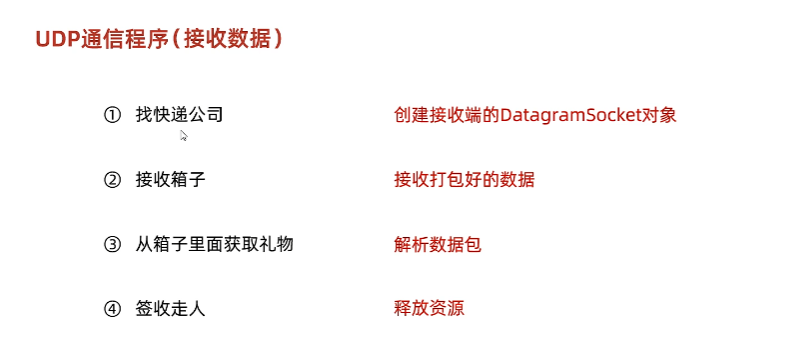 UDP通信程序(接收数据)
① 找快递公司 创建接收端的DatagramSocket对象
② 接收箱子 接收打包好的数据
③ 从箱子里面获取礼物 解析数据包
④ 签收走人 释放资源